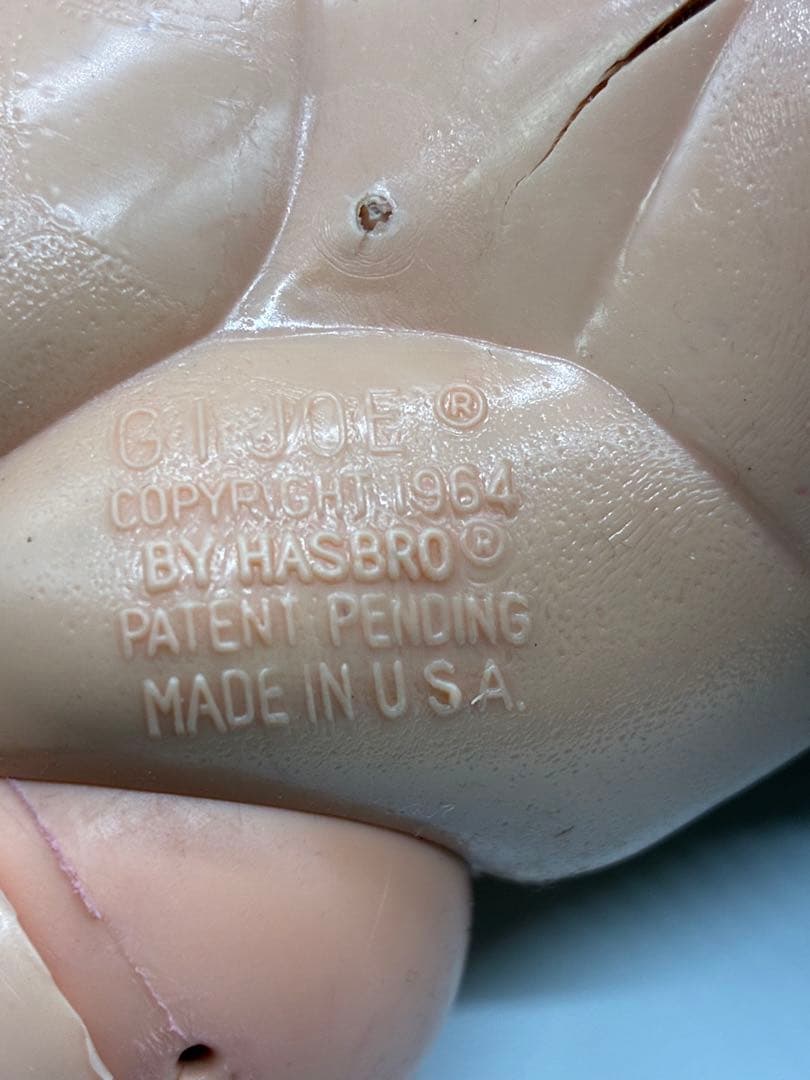 G I JOE ®
COPYRIGHT 1964
BY HASBRO ®
PATENT PENDING
MADE IN U S.A.